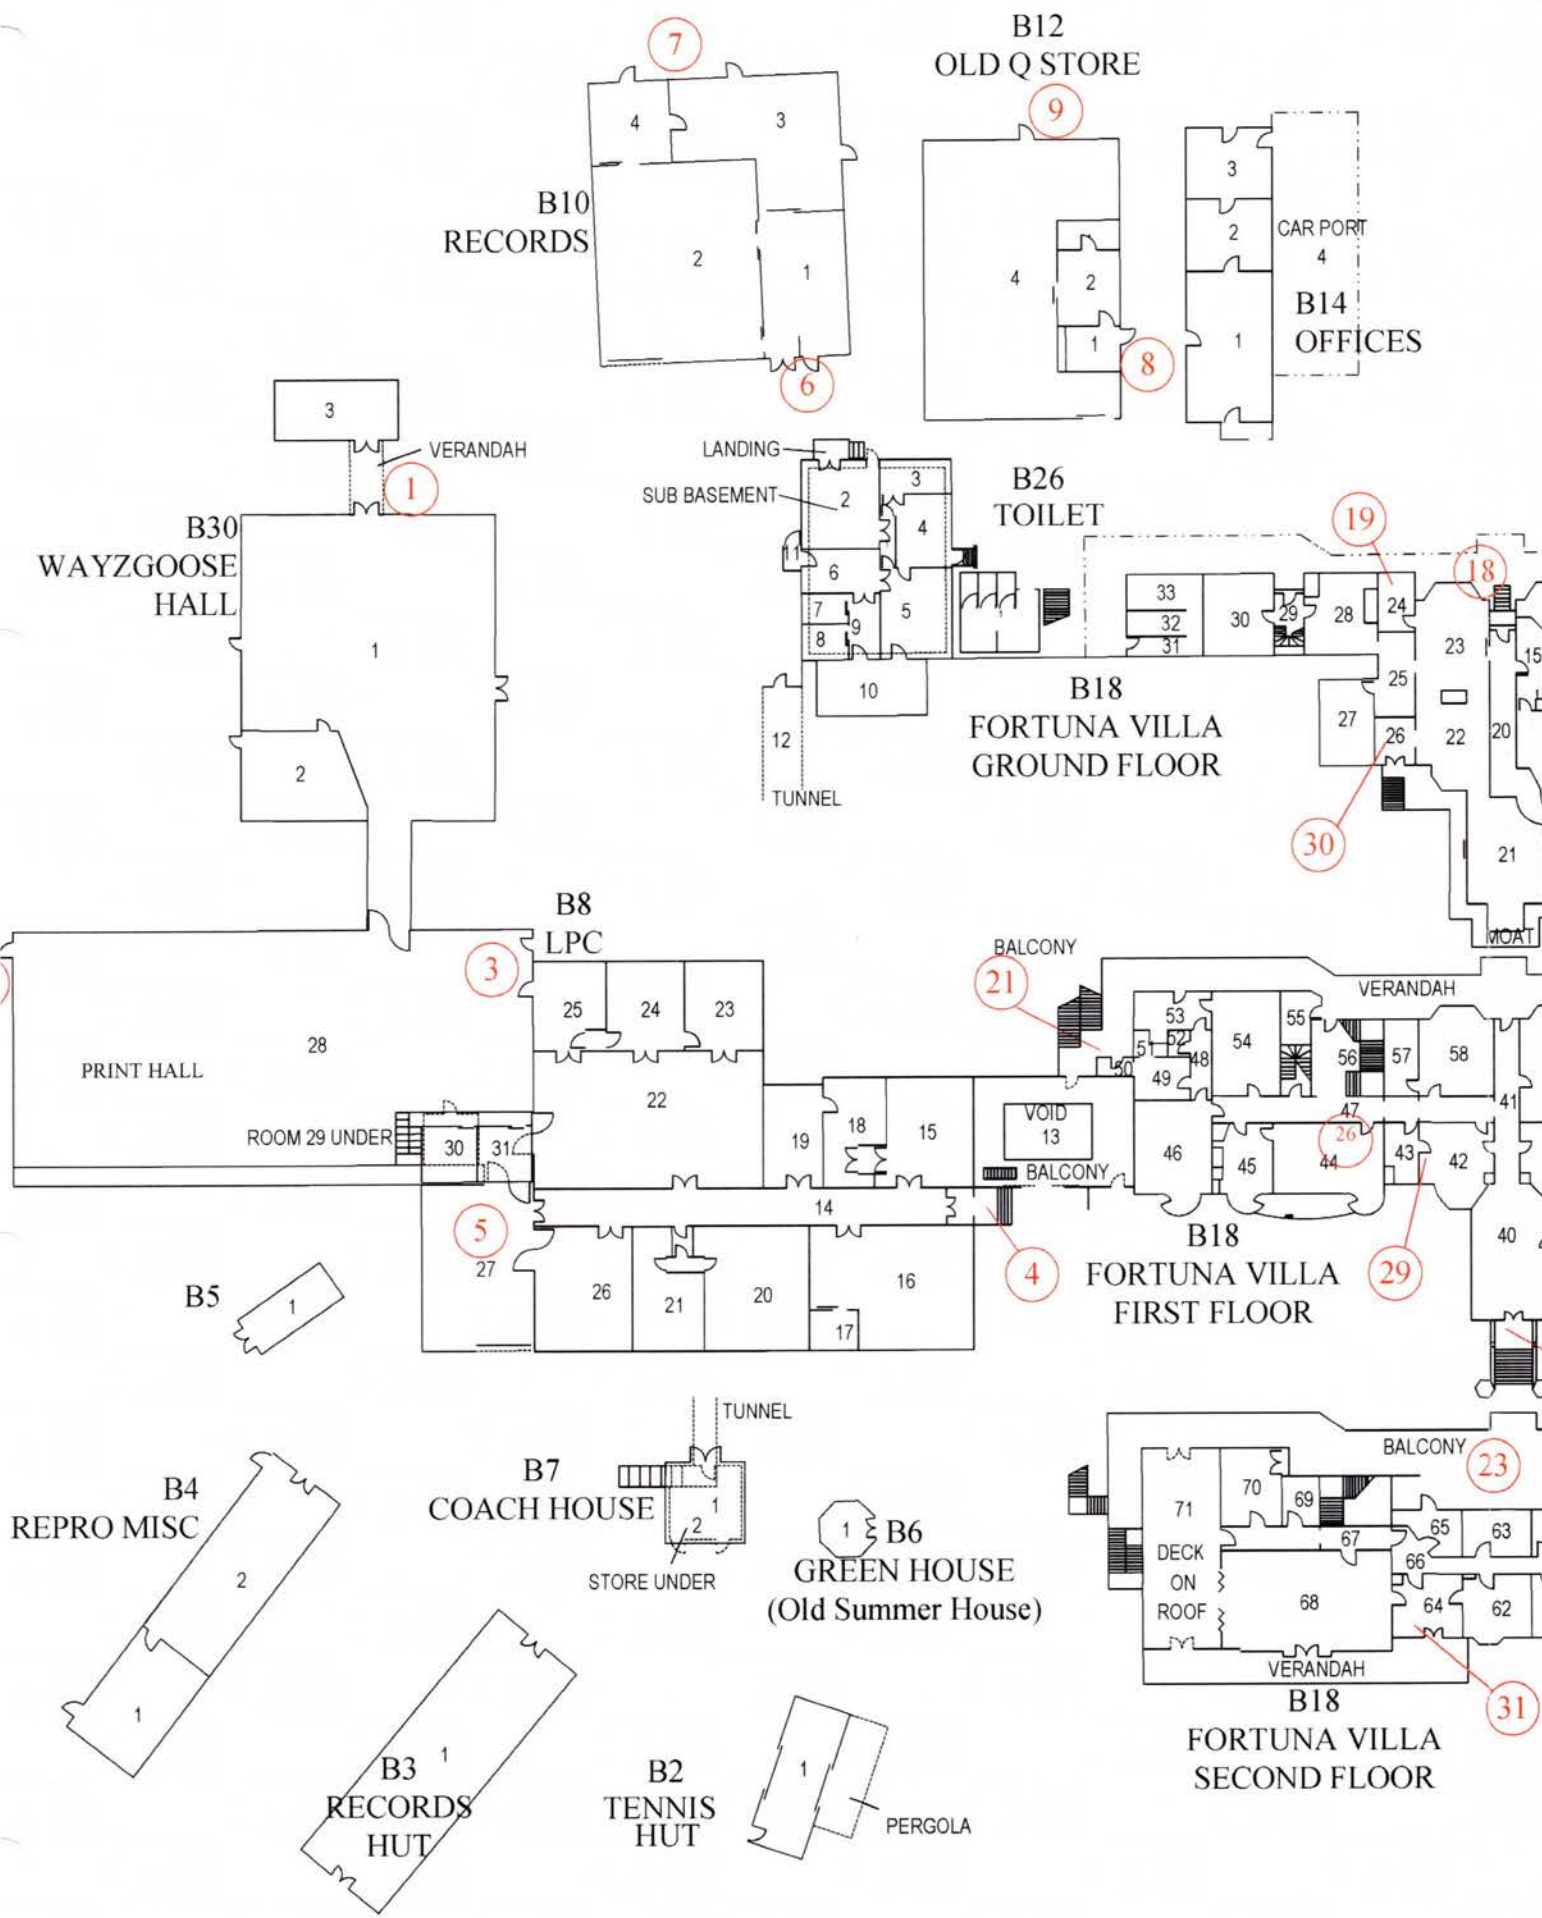 7
B12
OLD Q STORE
9
4
3
B10
RECORDS
2
1
6
4
2
1
8
3
2
CAR PORT
4
B14
OFFICES
1
3
VERANDAH
1
B30
WAYZGOOSE
HALL
1
2
LANDING
SUB BASEMENT
2
3
4
11
6
7
8
9
5
10
12
TUNNEL
B26
TOILET
1
B18
FORTUNA VILLA
GROUND FLOOR
19
18
33
32
31
30
29
28
24
23
25
27
26
22
20
15
30
21
MOAT
B8
LPC
3
25
24
23
28
PRINT HALL
22
ROOM 29 UNDER
30
31
19
18
15
14
5
27
26
21
20
16
17
4
BALCONY
21
VOID
13
BALCONY
VERANDAH
53
51
52
50
49
48
54
55
56
57
58
47
41
46
45
44
26
43
42
40
B18
FORTUNA VILLA
FIRST FLOOR
29
B5
1
B4
REPRO MISC
2
1
B7
COACH HOUSE
TUNNEL
1
2
STORE UNDER
1
B6
GREEN HOUSE
(Old Summer House)
BALCONY
23
70
69
71
DECK
ON
ROOF
67
65
63
66
68
64
62
VERANDAH
31
B18
FORTUNA VILLA
SECOND FLOOR
1
B3
RECORDS
HUT
B2
TENNIS
HUT
1
PERGOLA